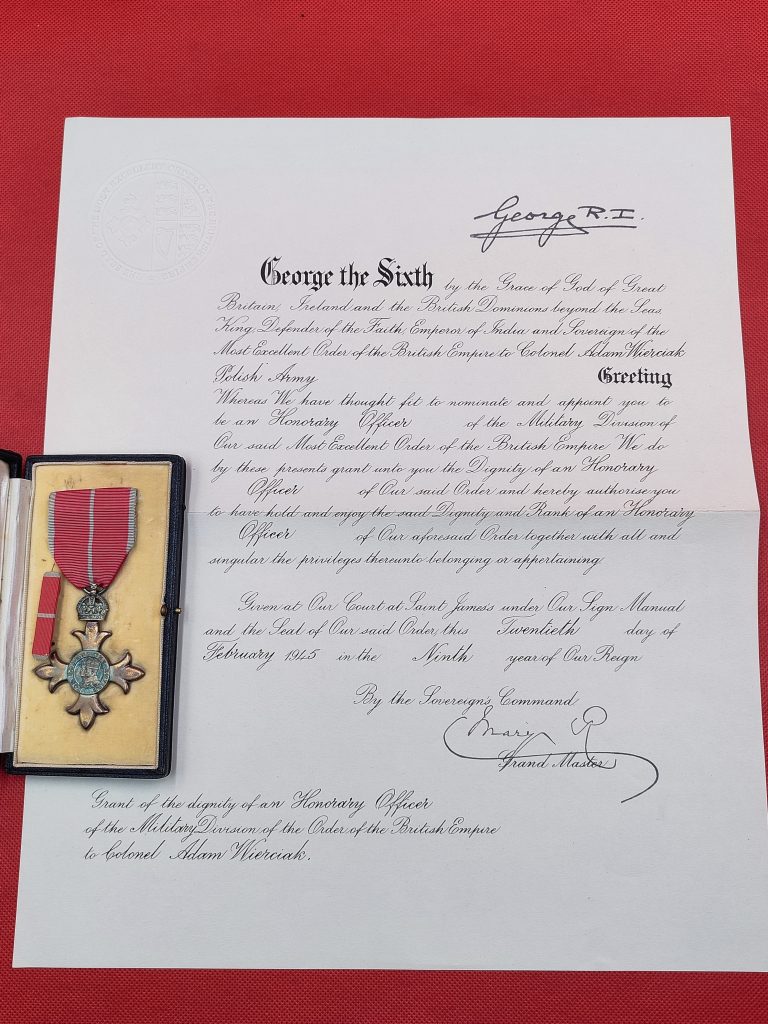 George R.I.
George the Sixth by the Grace of God of Great
Britain, Ireland and the British Dominions beyond the Seas,
King, Defender of the Faith, Emperor of India and Sovereign of the
Most Excellent Order of the British Empire to Colonel Adam Wierciak
Polish Army Greeting
Whereas We have thought fit to nominate and appoint you to
be an Honorary Officer of the Military Division of
Our said Most Excellent Order of the British Empire We do
by these presents grant unto you the Dignity of an Honorary
Officer of Our said Order and hereby authorise you
to have hold and enjoy the said Dignity and Rank of an Honorary
Officer of Our aforesaid Order together with all and
singular the privileges thereunto belonging or appertaining.
Given at Our Court at Saint James's under Our Sign Manual
and the Seal of Our said Order this Twentieth day of
February 1945 in the Ninth year of Our Reign
By the Sovereign's Command.
Mary R
Grand Master
Grant of the dignity of an Honorary Officer
of the Military Division of the Order of the British Empire
to Colonel Adam Wierciak.